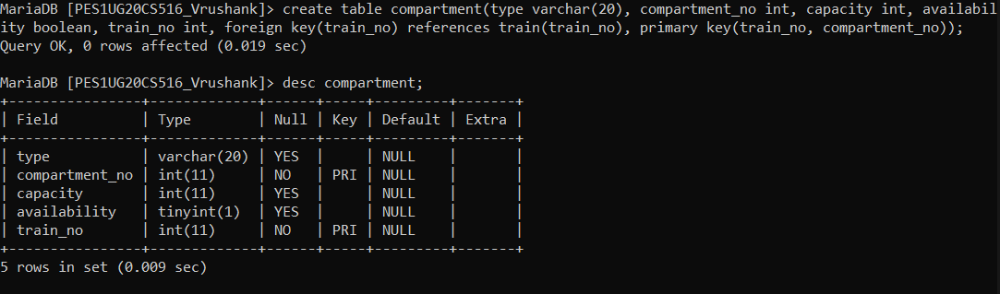 MariaDB [PES1UG20CS516_Vrushank]> create table compartment(type varchar(20), compartment_no int, capacity int, availabil
ity boolean, train_no int, foreign key(train_no) references train(train_no), primary key(train_no, compartment_no));
Query OK, 0 rows affected (0.019 sec)

MariaDB [PES1UG20CS516_Vrushank]> desc compartment;
+----------------+-------------+------+-----+---------+-------+
| Field          | Type        | Null | Key | Default | Extra |
+----------------+-------------+------+-----+---------+-------+
| type           | varchar(20) | YES  |     | NULL    |       |
| compartment_no | int(11)     | NO   | PRI | NULL    |       |
| capacity       | int(11)     | YES  |     | NULL    |       |
| availability   | tinyint(1)  | YES  |     | NULL    |       |
| train_no       | int(11)     | NO   | PRI | NULL    |       |
+----------------+-------------+------+-----+---------+-------+
5 rows in set (0.009 sec)